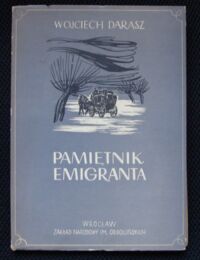 WOJCIECH DARASZ
PAMIĘTNIK
EMIGRANTA
WROCŁAW
ZAKŁAD NARODOWY IM. OSSOLIŃSKICH